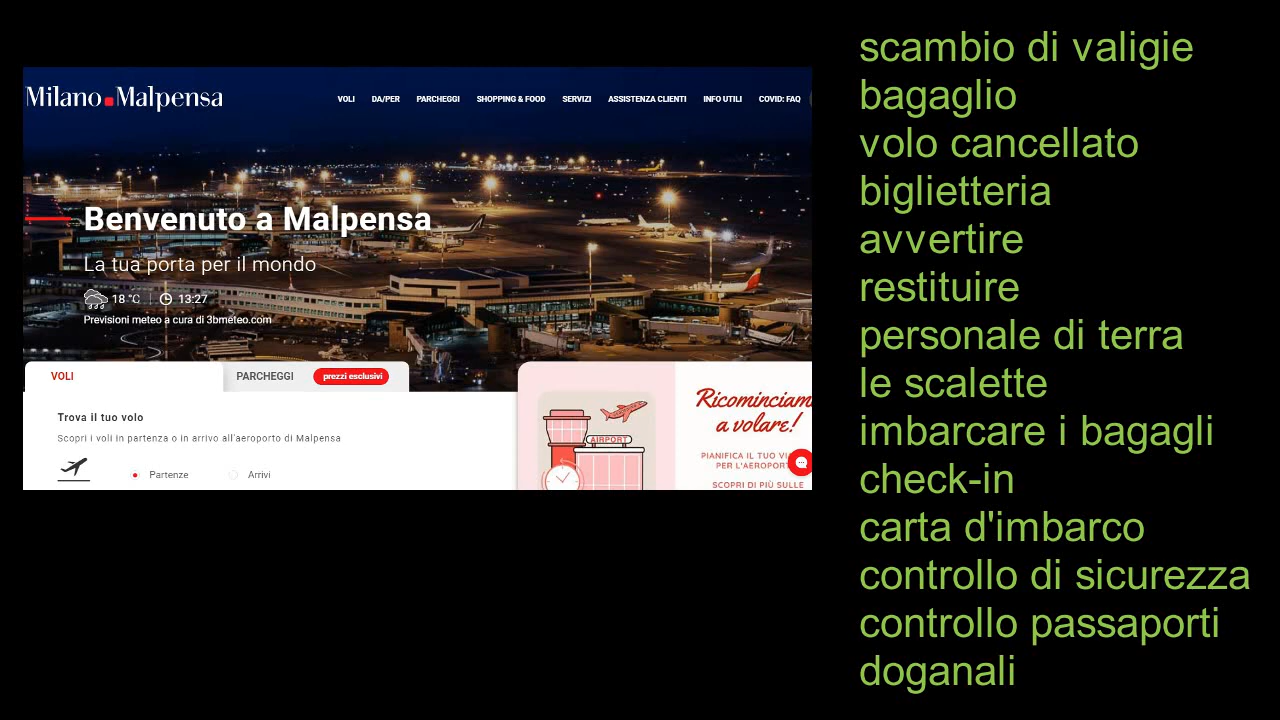 Milano Malpensa
VOLI DA/PER PARCHEGGI SHOPPING & FOOD SERVIZI ASSISTENZA CLIENTI INFO UTILI COVID: FAQ
Benvenuto a Malpensa
La tua porta per il mondo
18 °C | 13:27
Previsioni meteo a cura di 3bmeteo.com
VOLI
PARCHEGGI prezzi esclusivi
Trova il tuo volo
Scopri i voli in partenza o in arrivo all'aeroporto di Malpensa
Partenze Arrivi
AIRPORT
Ricominciam
a volare!
PIANIFICA IL TUO
PER L'AEROPORT
SCOPRI DI PIÙ SULLE
scambio di valigie
bagaglio
volo cancellato
biglietteria
avvertire
restituire
personale di terra
le scalette
imbarcare i bagagli
check-in
carta d'imbarco
controllo di sicurezza
controllo passaporti
doganali